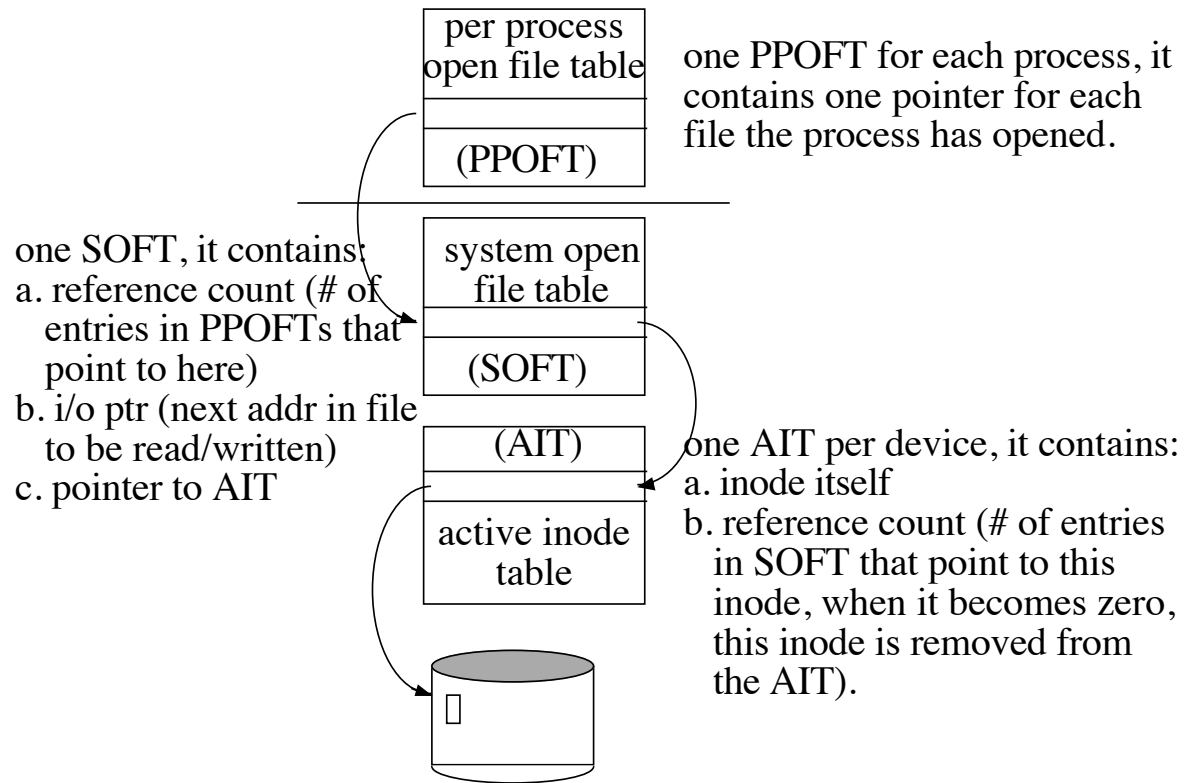 per process
open file table
(PPOFT)
one PPOFT for each process, it
contains one pointer for each
file the process has opened.
one SOFT, it contains:
a. reference count (# of
entries in PPOFTs that
point to here)
b. i/o ptr (next addr in file
to be read/written)
c. pointer to AIT
system open
file table
(SOFT)
(AIT)
active inode
table
one AIT per device, it contains:
a. inode itself
b. reference count (# of entries
in SOFT that point to this
inode, when it becomes zero,
this inode is removed from
the AIT).